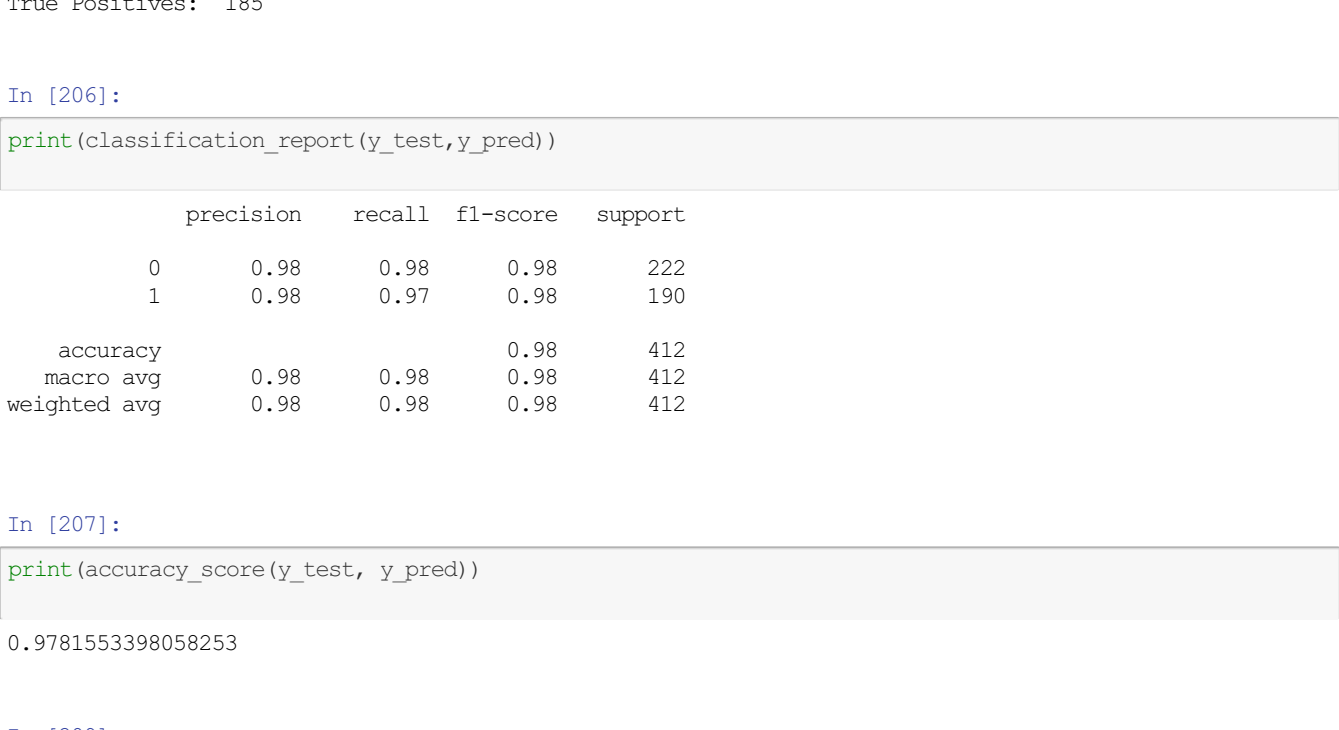 True Positives: 185
In [206]:
print(classification_report(y_test,y_pred))
precision recall f1-score support
0 0.98 0.98 0.98 222
1 0.98 0.97 0.98 190
accuracy 0.98 412
macro avg 0.98 0.98 0.98 412
weighted avg 0.98 0.98 0.98 412
In [207]:
print(accuracy_score(y_test, y_pred))
0.9781553398058253